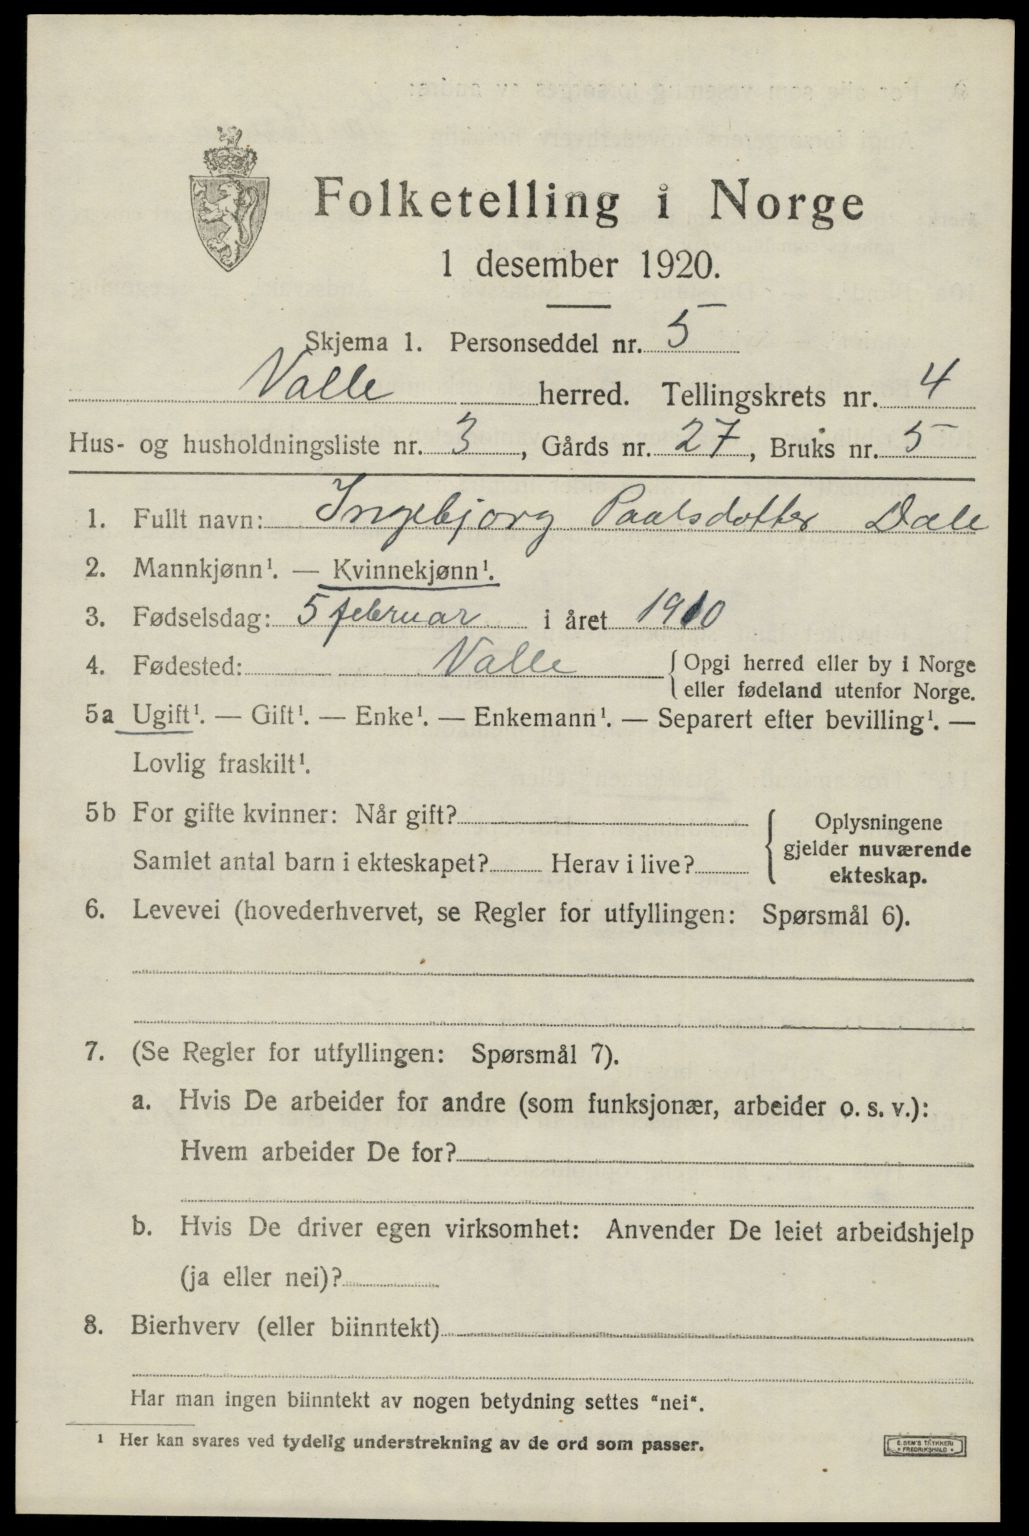 Folketelling i Norge
1 desember 1920.
Skjema 1. Personseddel nr. 5
Valle herred. Tellingskrets nr. 4
Hus- og husholdningsliste nr. 3, Gårds nr. 27, Bruks nr. 5
1. Fullt navn: Ingebjorg Paalsdotter Dale
2. Mannkjønn¹. — Kvinnekjønn¹.
3. Fødselsdag: 5 februar i året 1910
4. Fødested: Valle { Opgi herred eller by i Norge
eller fødeland utenfor Norge.
5a Ugift¹. — Gift¹. — Enke¹. — Enkemann¹. — Separert efter bevilling¹. —
Lovlig fraskilt¹.
5b For gifte kvinner: Når gift? { Oplysningene
gjelder nuværende
Samlet antal barn i ekteskapet? Herav i live?
ekteskap.
6. Levevei (hovederhvervet, se Regler for utfyllingen: Spørsmål 6).
7. (Se Regler for utfyllingen: Spørsmål 7).
a. Hvis De arbeider for andre (som funksjonær, arbeider o. s. v.):
Hvem arbeider De for?
b. Hvis De driver egen virksomhet: Anvender De leiet arbeidshjelp
(ja eller nei)?
8. Bierhverv (eller biinntekt)
Har man ingen biinntekt av nogen betydning settes "nei".
¹ Her kan svares ved tydelig understrekning av de ord som passer.
E. SEM'S TRYKKERI
• FREDRIKSHALD •